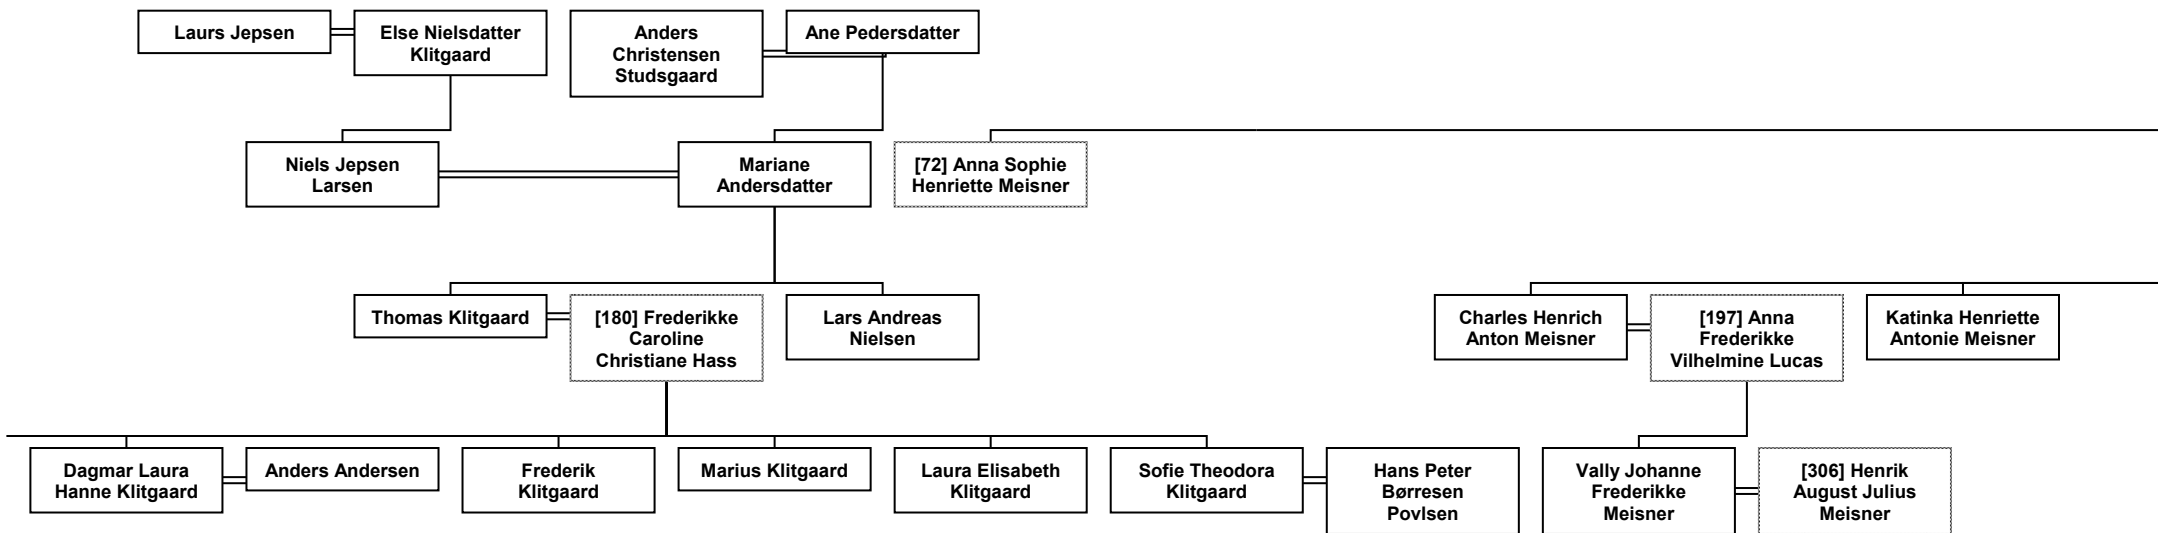 Laurs Jepsen
Else Nielsdatter
Klitgaard
Anders
Christensen
Studsgaard
Ane Pedersdatter
Niels Jepsen
Larsen
Mariane
Andersdatter
[72] Anna Sophie
Henriette Meisner
Thomas Klitgaard
[180] Frederikke
Caroline
Christiane Hass
Lars Andreas
Nielsen
Charles Henrich
Anton Meisner
[197] Anna
Frederikke
Vilhelmine Lucas
Katinka Henriette
Antonie Meisner
Dagmar Laura
Hanne Klitgaard
Anders Andersen
Frederik
Klitgaard
Marius Klitgaard
Laura Elisabeth
Klitgaard
Sofie Theodora
Klitgaard
Hans Peter
Børresen
Povlsen
Vally Johanne
Frederikke
Meisner
[306] Henrik
August Julius
Meisner